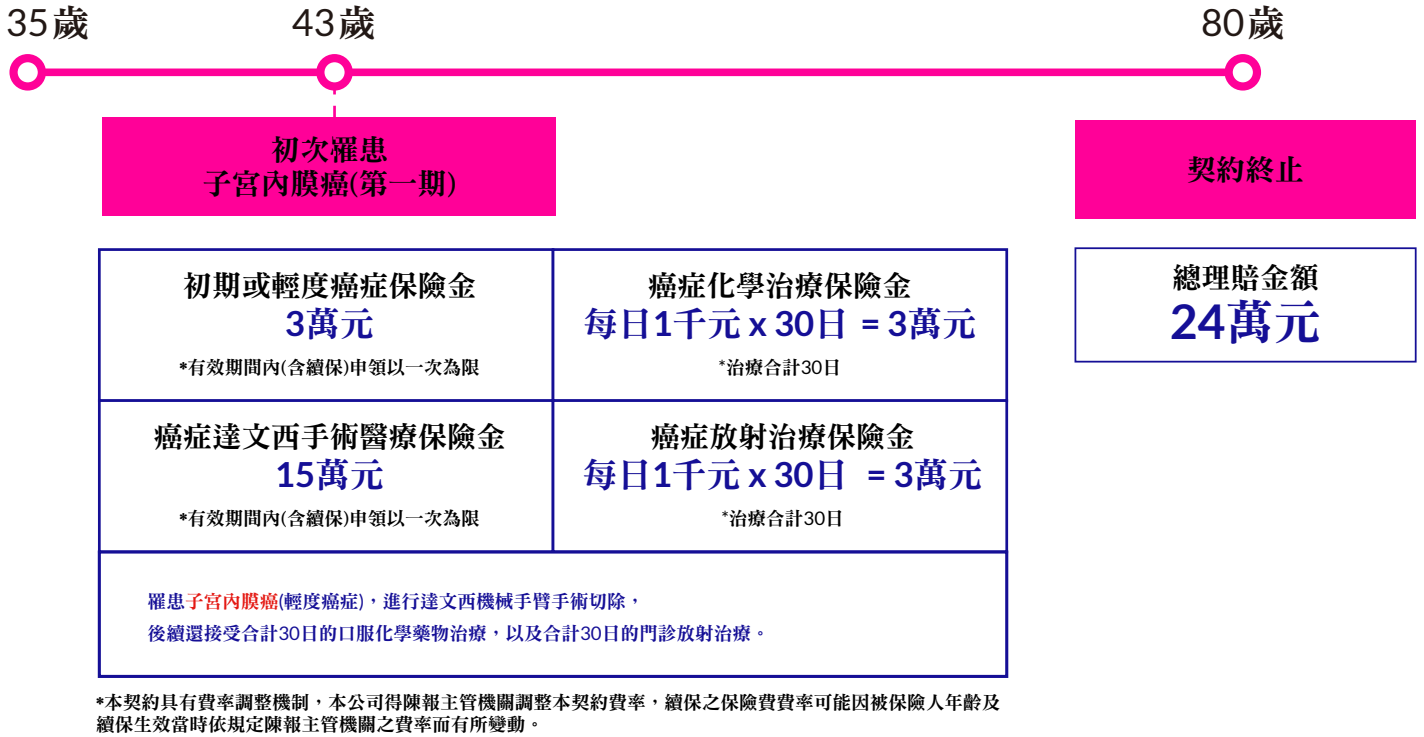 35歲
43歲
80歲
初次罹患
子宮內膜癌(第一期)
契約終止
初期或輕度癌症保險金
3萬元
*有效期間內(含續保)申領以一次為限
癌症化學治療保險金
每日1千元 x 30日 = 3萬元
*治療合計30日
總理賠金額
24萬元
癌症達文西手術醫療保險金
15萬元
*有效期間內(含續保)申領以一次為限
癌症放射治療保險金
每日1千元 x 30日 = 3萬元
*治療合計30日
罹患子宮內膜癌(輕度癌症)，進行達文西機械手臂手術切除，
後續還接受合計30日的口服化學藥物治療，以及合計30日的門診放射治療。
*本契約具有費率調整機制，本公司得陳報主管機關調整本契約費率，續保之保險費費率可能因被保險人年齡及
續保生效當時依規定陳報主管機關之費率而有所變動。